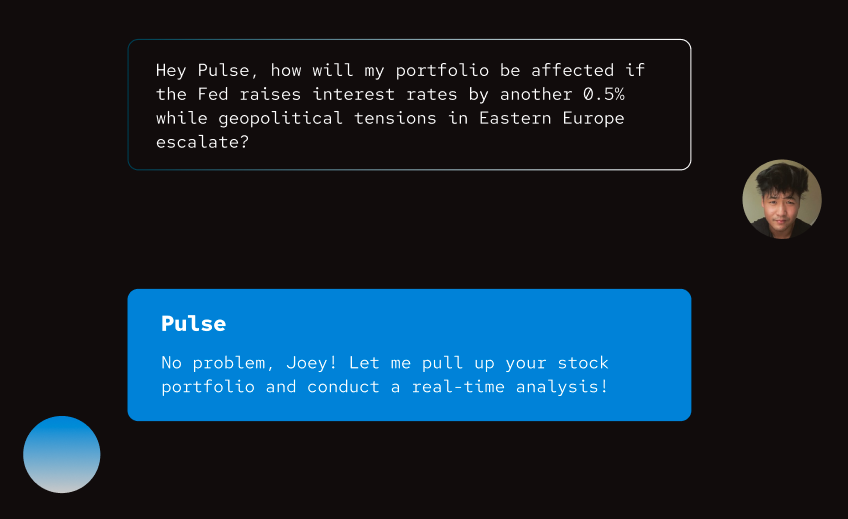 Hey Pulse, how will my portfolio be affected if
the Fed raises interest rates by another 0.5%
while geopolitical tensions in Eastern Europe
escalate?
Pulse
No problem, Joey! Let me pull up your stock
portfolio and conduct a real-time analysis!